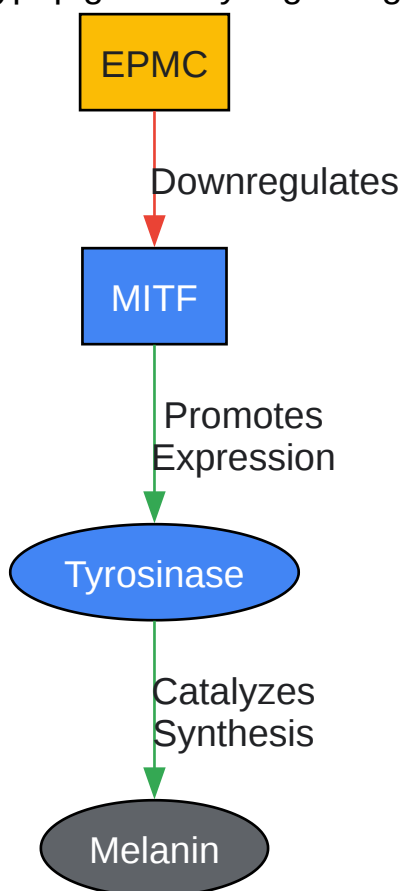 EPMC
Downregulates
MITF
Promotes
Expression
Tyrosinase
Catalyzes
Synthesis
Melanin